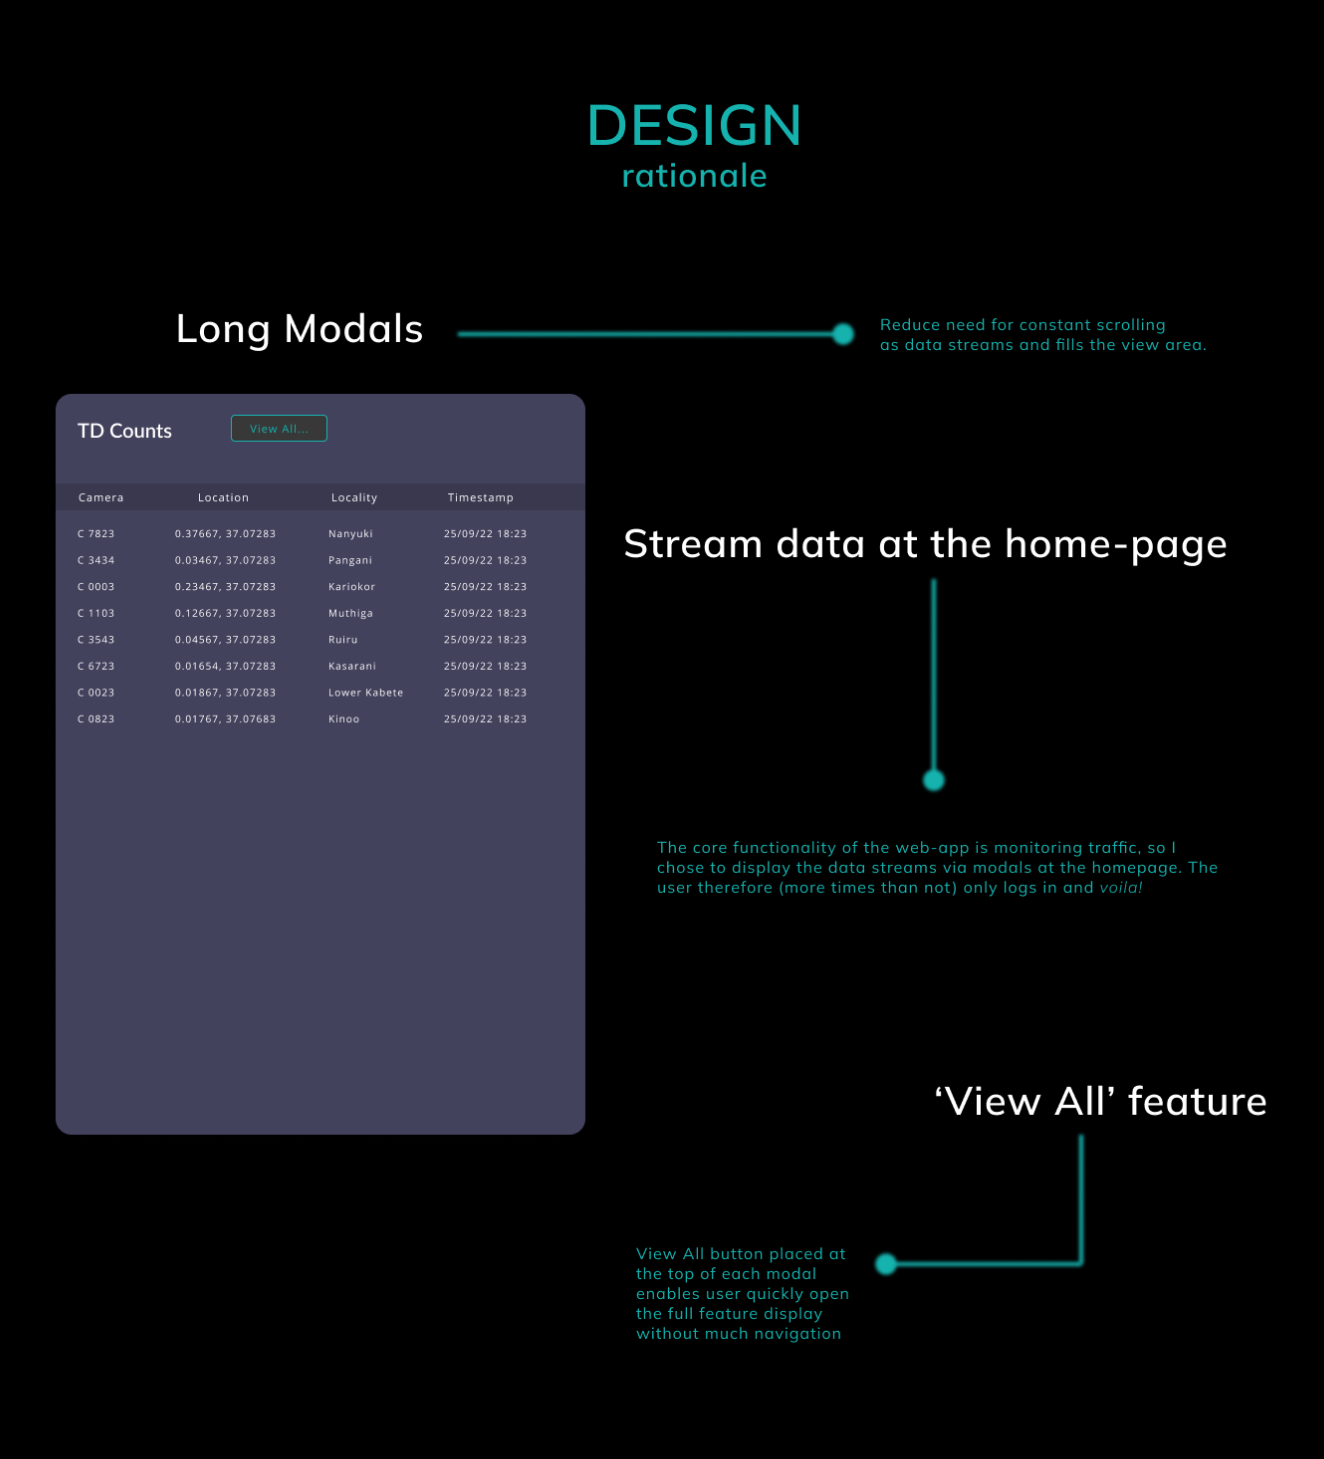 DESIGN
rationale
Long Modals
Reduce need for constant scrolling
as data streams and fills the view area.
TD Counts
View All...
Camera Location Locality Timestamp
C 7823 0.37667, 37.07283 Nanyuki 25/09/22 18:23
C 3434 0.03467, 37.07283 Pangani 25/09/22 18:23
C 0003 0.23467, 37.07283 Kariokor 25/09/22 18:23
C 1103 0.12667, 37.07283 Muthiga 25/09/22 18:23
C 3543 0.04567, 37.07283 Ruiru 25/09/22 18:23
C 6723 0.01654, 37.07283 Kasarani 25/09/22 18:23
C 0023 0.01867, 37.07283 Lower Kabete 25/09/22 18:23
C 0823 0.01767, 37.07683 Kinoo 25/09/22 18:23
Stream data at the home-page
The core functionality of the web-app is monitoring traffic, so I
chose to display the data streams via modals at the homepage. The
user therefore (more times than not) only logs in and voila!
‘View All’ feature
View All button placed at
the top of each modal
enables user quickly open
the full feature display
without much navigation